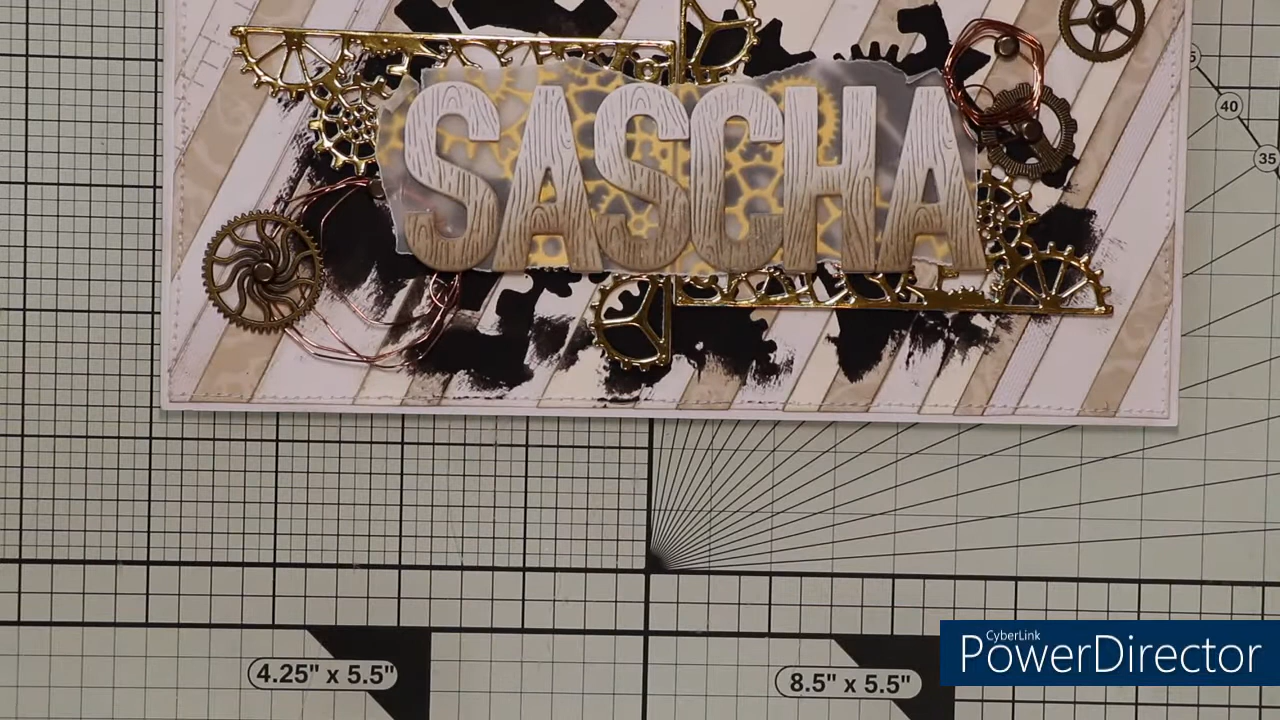 40
35
SASCHA
4.25" x 5.5"
8.5" x 5.5"
CyberLink
PowerDirector